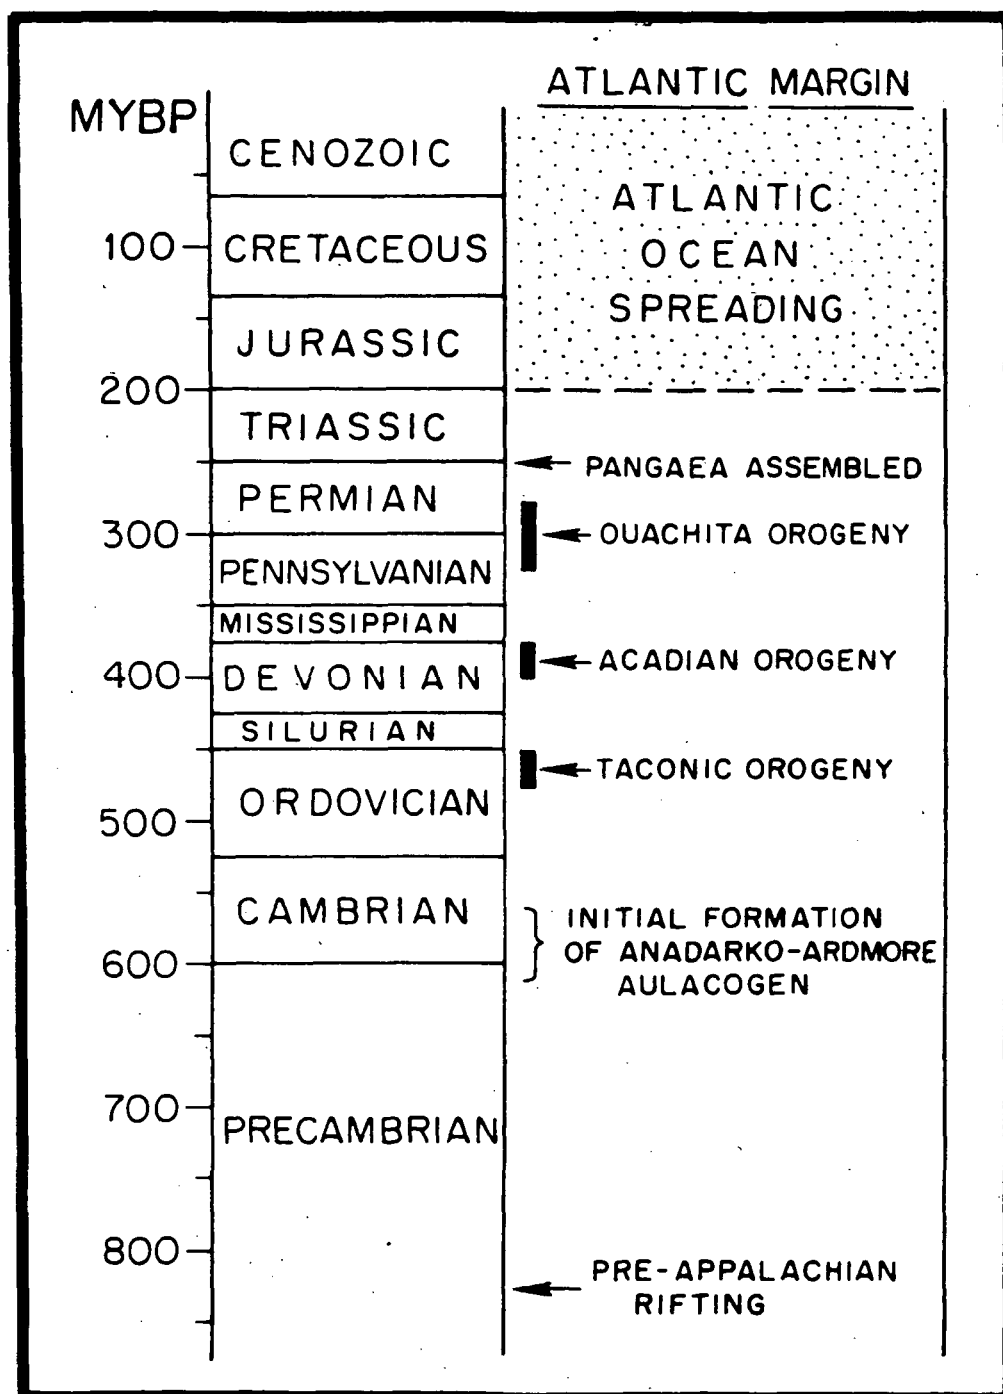 ATLANTIC MARGIN
MYBP
CENOZOIC
ATLANTIC
100
CRETACEOUS
OCEAN
SPREADING
JURASSIC
200
TRIASSIC
PANGAEA ASSEMBLED
PERMIAN
300
OUACHITA OROGENY
PENNSYLVANIAN
MISSISSIPPIAN
ACADIAN OROGENY
400
DEVONIAN
SILURIAN
TACONIC OROGENY
ORDOVICIAN
500
CAMBRIAN
INITIAL FORMATION
OF ANADARKO-ARDMORE
AULACOGEN
600
700
PRECAMBRIAN
800
PRE-APPALACHIAN
RIFTING